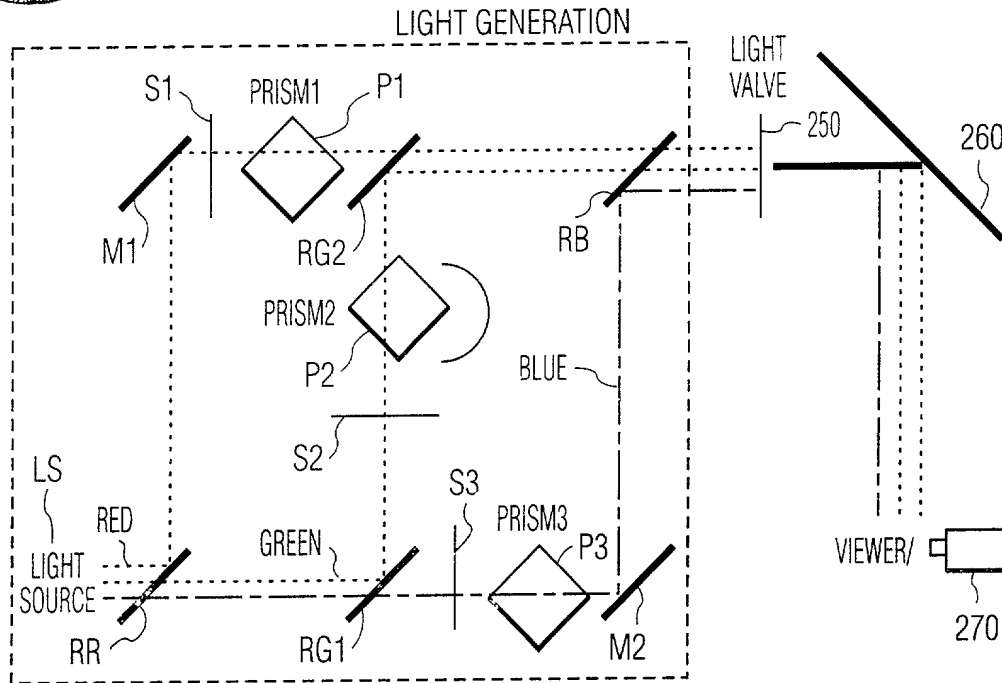 LIGHT GENERATION
LIGHT
VALVE
S1
PRISM1
P1
250
260
M1
RG2
RB
PRISM2
P2
BLUE
S2
LS
S3
RED
PRISM3
GREEN
P3
LIGHT
SOURCE
VIEWER/
RR
RG1
M2
270